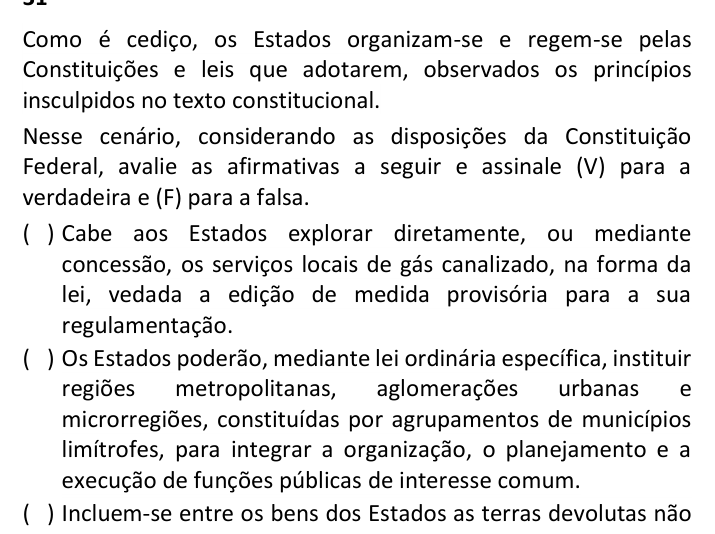 31
Como é cediço, os Estados organizam-se e regem-se pelas
Constituições e leis que adotarem, observados os princípios
insculpidos no texto constitucional.
Nesse cenário, considerando as disposições da Constituição
Federal, avalie as afirmativas a seguir e assinale (V) para a
verdadeira e (F) para a falsa.
( ) Cabe aos Estados explorar diretamente, ou mediante
concessão, os serviços locais de gás canalizado, na forma da
lei, vedada a edição de medida provisória para a sua
regulamentação.
( ) Os Estados poderão, mediante lei ordinária específica, instituir
regiões metropolitanas, aglomerações urbanas e
microrregiões, constituídas por agrupamentos de municípios
limítrofes, para integrar a organização, o planejamento e a
execução de funções públicas de interesse comum.
( ) Incluem-se entre os bens dos Estados as terras devolutas não